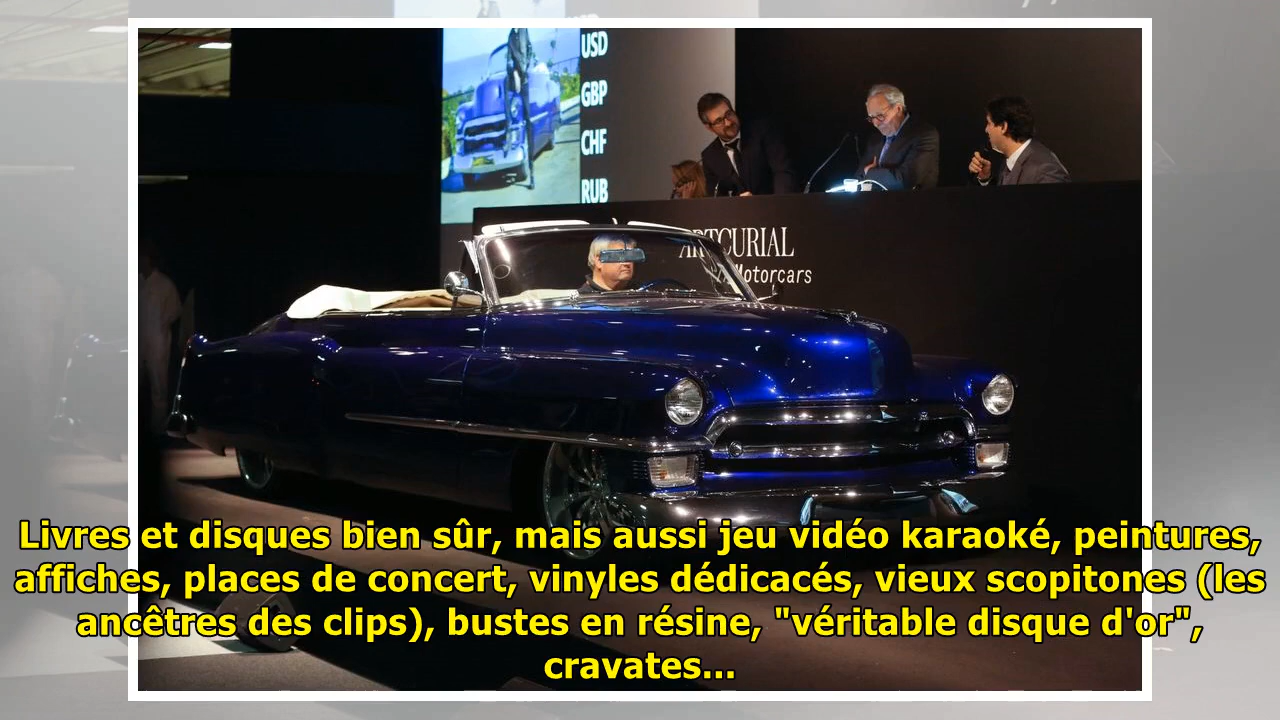 USD
GBP
CHF
RUB
ARTCURIAL
Motorcars
Livres et disques bien sûr, mais aussi jeu vidéo karaoké, peintures,
affiches, places de concert, vinyles dédicacés, vieux scopitones (les
ancêtres des clips), bustes en résine, "véritable disque d'or",
cravates...